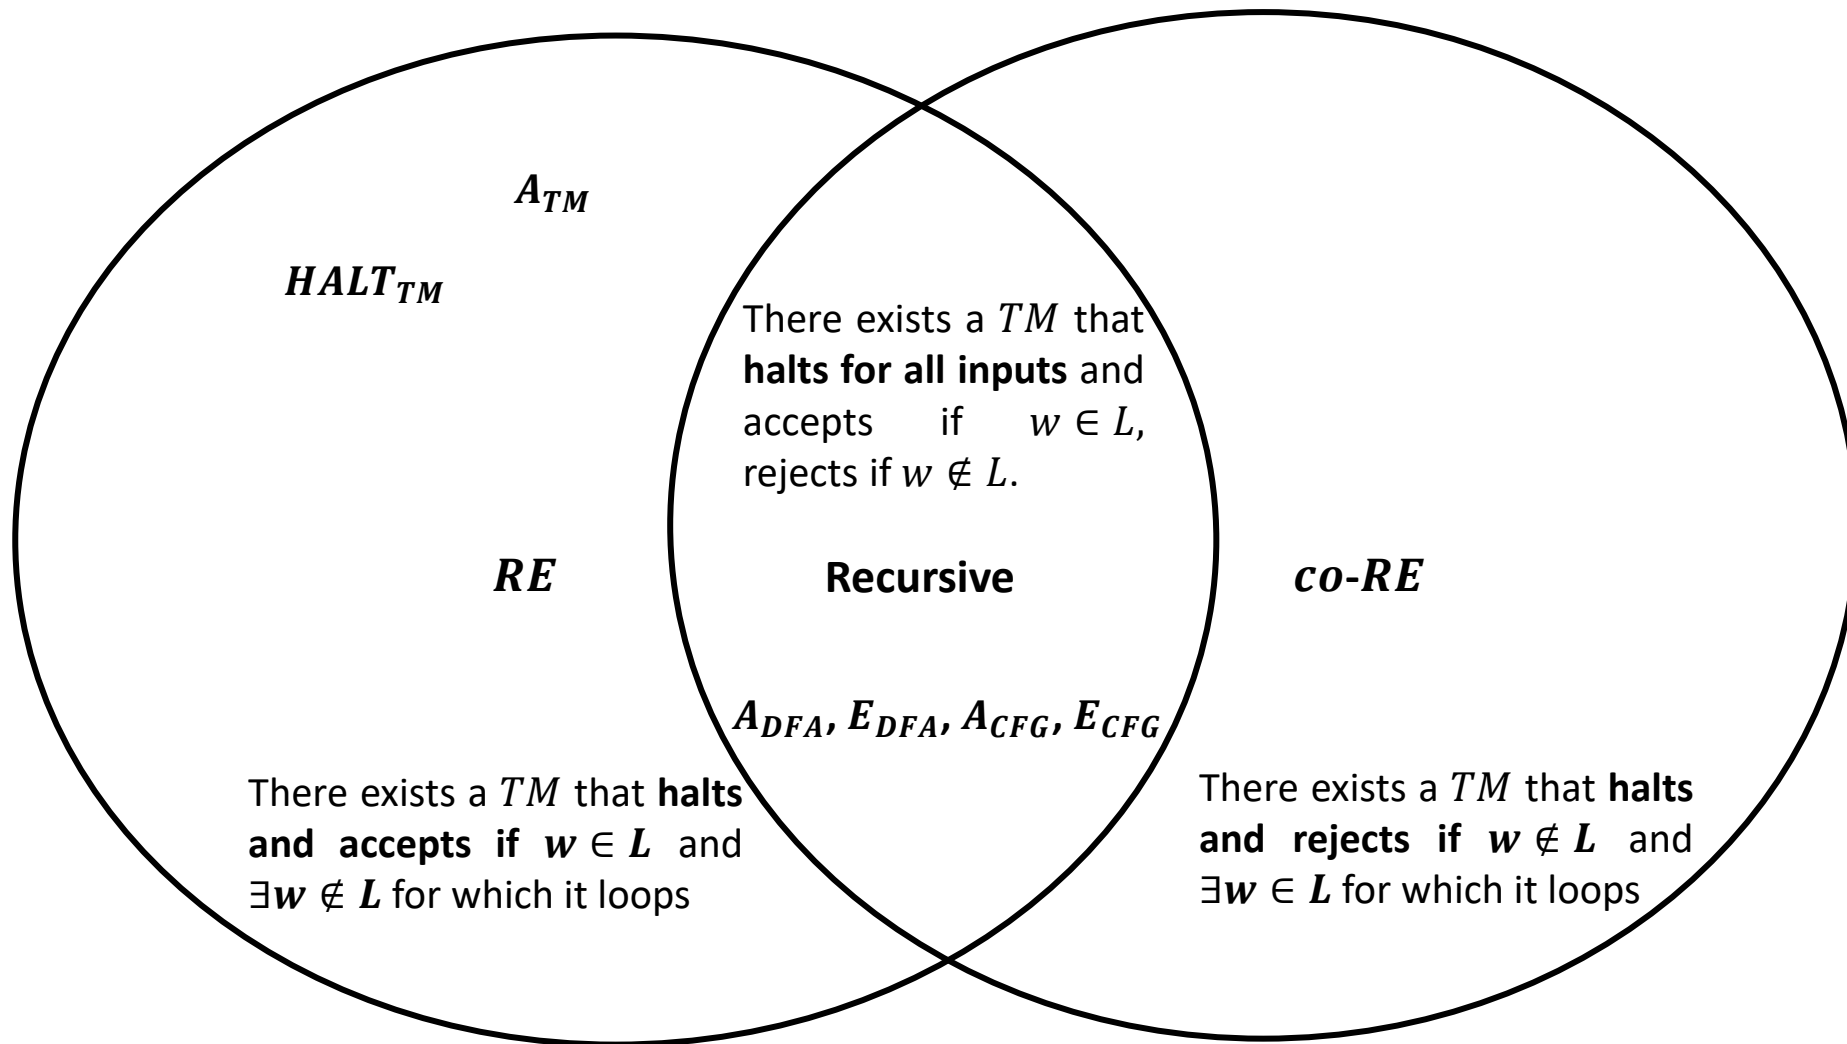 A_TM
HALT_TM
There exists a TM that
halts for all inputs and
accepts if w ∈ L,
rejects if w ∉ L.
RE
Recursive
co-RE
A_DFA, E_DFA, A_CFG, E_CFG
There exists a TM that halts
and accepts if w ∈ L and
∃w ∉ L for which it loops
There exists a TM that halts
and rejects if w ∉ L and
∃w ∈ L for which it loops